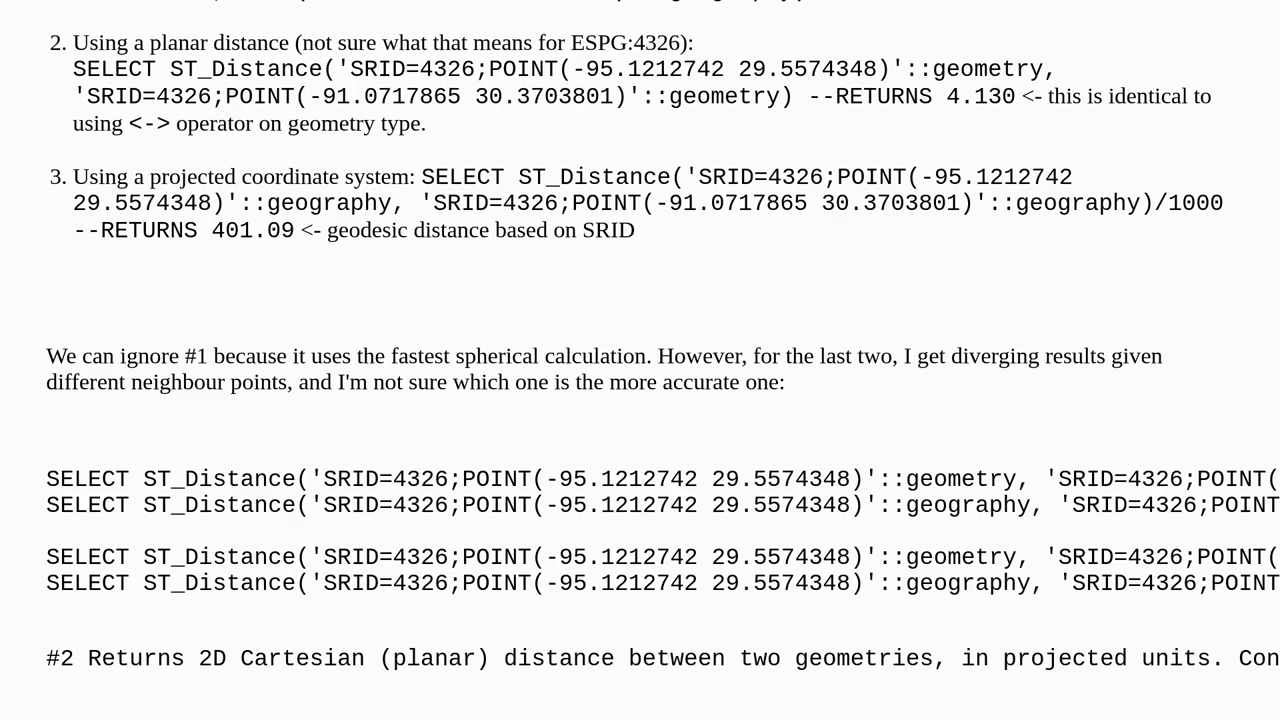 2. Using a planar distance (not sure what that means for ESPG:4326):
SELECT ST_Distance('SRID=4326;POINT(-95.1212742 29.5574348)'::geometry,
'SRID=4326;POINT(-91.0717865 30.3703801)'::geometry) --RETURNS 4.130 <- this is identical to
using <-> operator on geometry type.
3. Using a projected coordinate system: SELECT ST_Distance('SRID=4326;POINT(-95.1212742
29.5574348)'::geography, 'SRID=4326;POINT(-91.0717865 30.3703801)'::geography)/1000
--RETURNS 401.09 <- geodesic distance based on SRID
We can ignore #1 because it uses the fastest spherical calculation. However, for the last two, I get diverging results given
different neighbour points, and I'm not sure which one is the more accurate one:
SELECT ST_Distance('SRID=4326;POINT(-95.1212742 29.5574348)'::geometry, 'SRID=4326;POINT(
SELECT ST_Distance('SRID=4326;POINT(-95.1212742 29.5574348)'::geography, 'SRID=4326;POINT
SELECT ST_Distance('SRID=4326;POINT(-95.1212742 29.5574348)'::geometry, 'SRID=4326;POINT(
SELECT ST_Distance('SRID=4326;POINT(-95.1212742 29.5574348)'::geography, 'SRID=4326;POINT
#2 Returns 2D Cartesian (planar) distance between two geometries, in projected units. Con